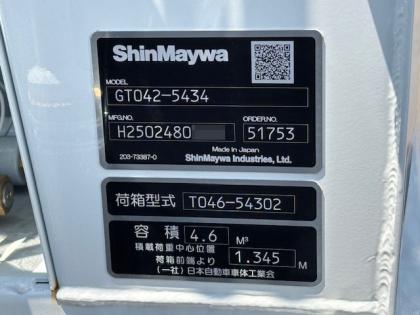 ShinMaywa
MODEL
GT042-5434
MFG.NO. ORDER.NO.
H2502480 51753
Made in Japan
203-73387-0 ShinMaywa Industries, Ltd.
荷箱型式 T046-54302
容積 4.6 M³
積載荷重中心位置
荷箱前端より 1.345 M
(一社)日本自動車車体工業会